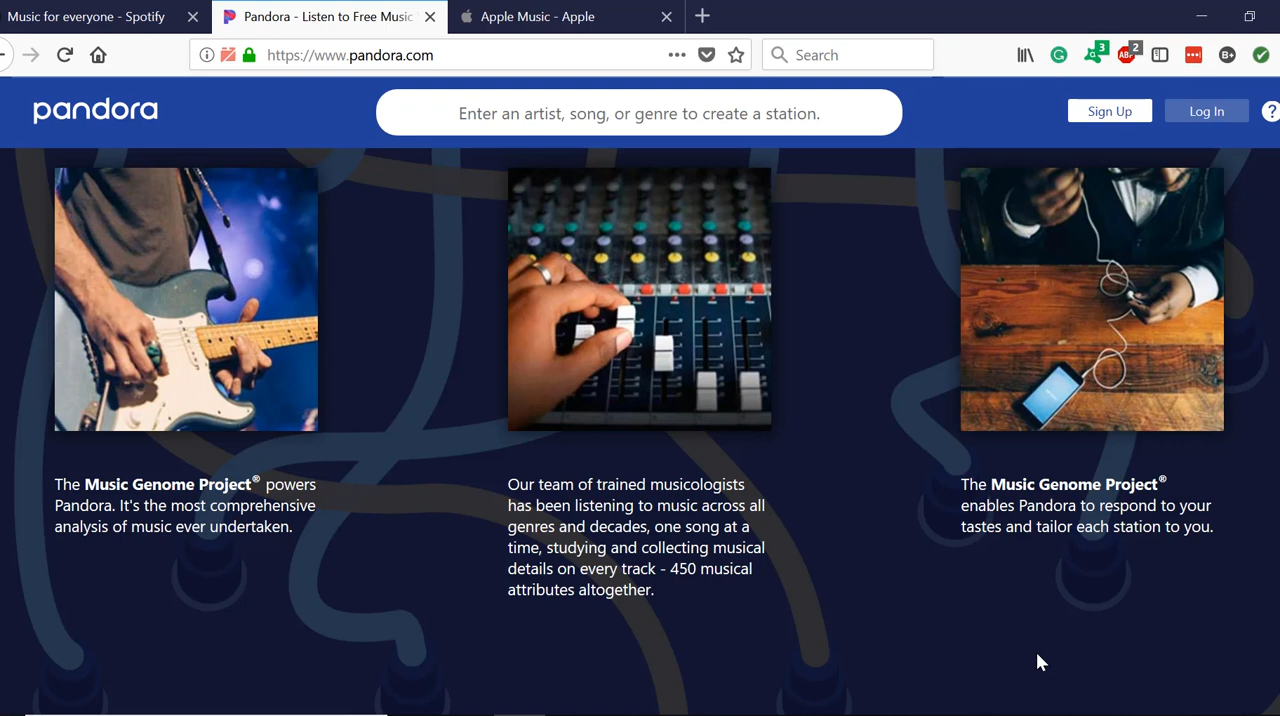 Music for everyone - Spotify
Pandora - Listen to Free Music
Apple Music - Apple
https://www.pandora.com
Search
3
ABP
2
B+
pandora
Enter an artist, song, or genre to create a station.
Sign Up
Log In
?
The Music Genome Project® powers
Pandora. It's the most comprehensive
analysis of music ever undertaken.
Our team of trained musicologists
has been listening to music across all
genres and decades, one song at a
time, studying and collecting musical
details on every track - 450 musical
attributes altogether.
The Music Genome Project®
enables Pandora to respond to your
tastes and tailor each station to you.